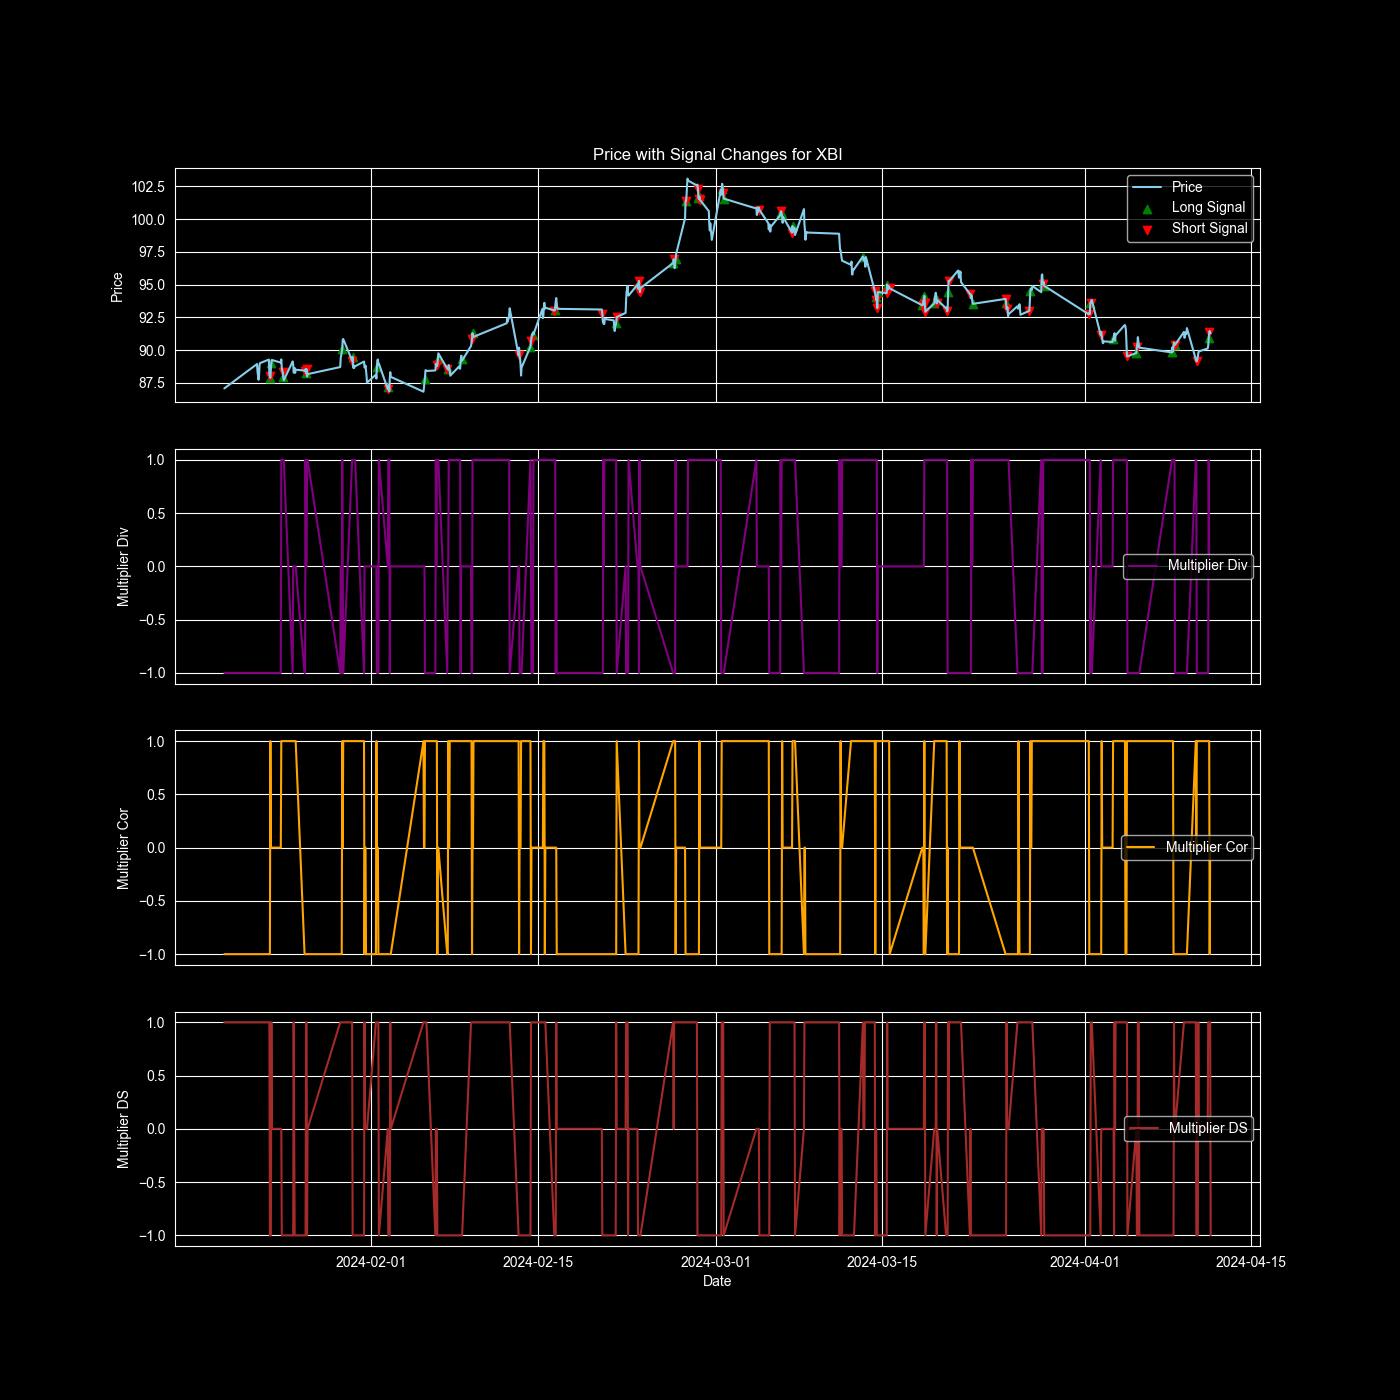 Price with Signal Changes for XBI
Price
102.5
100.0
97.5
95.0
92.5
90.0
87.5
Price
Long Signal
Short Signal
Multiplier Div
1.0
0.5
0.0
−0.5
−1.0
Multiplier Div
Multiplier Cor
1.0
0.5
0.0
−0.5
−1.0
Multiplier Cor
Multiplier DS
1.0
0.5
0.0
−0.5
−1.0
Multiplier DS
2024-02-01 2024-02-15 2024-03-01 2024-03-15 2024-04-01 2024-04-15
Date